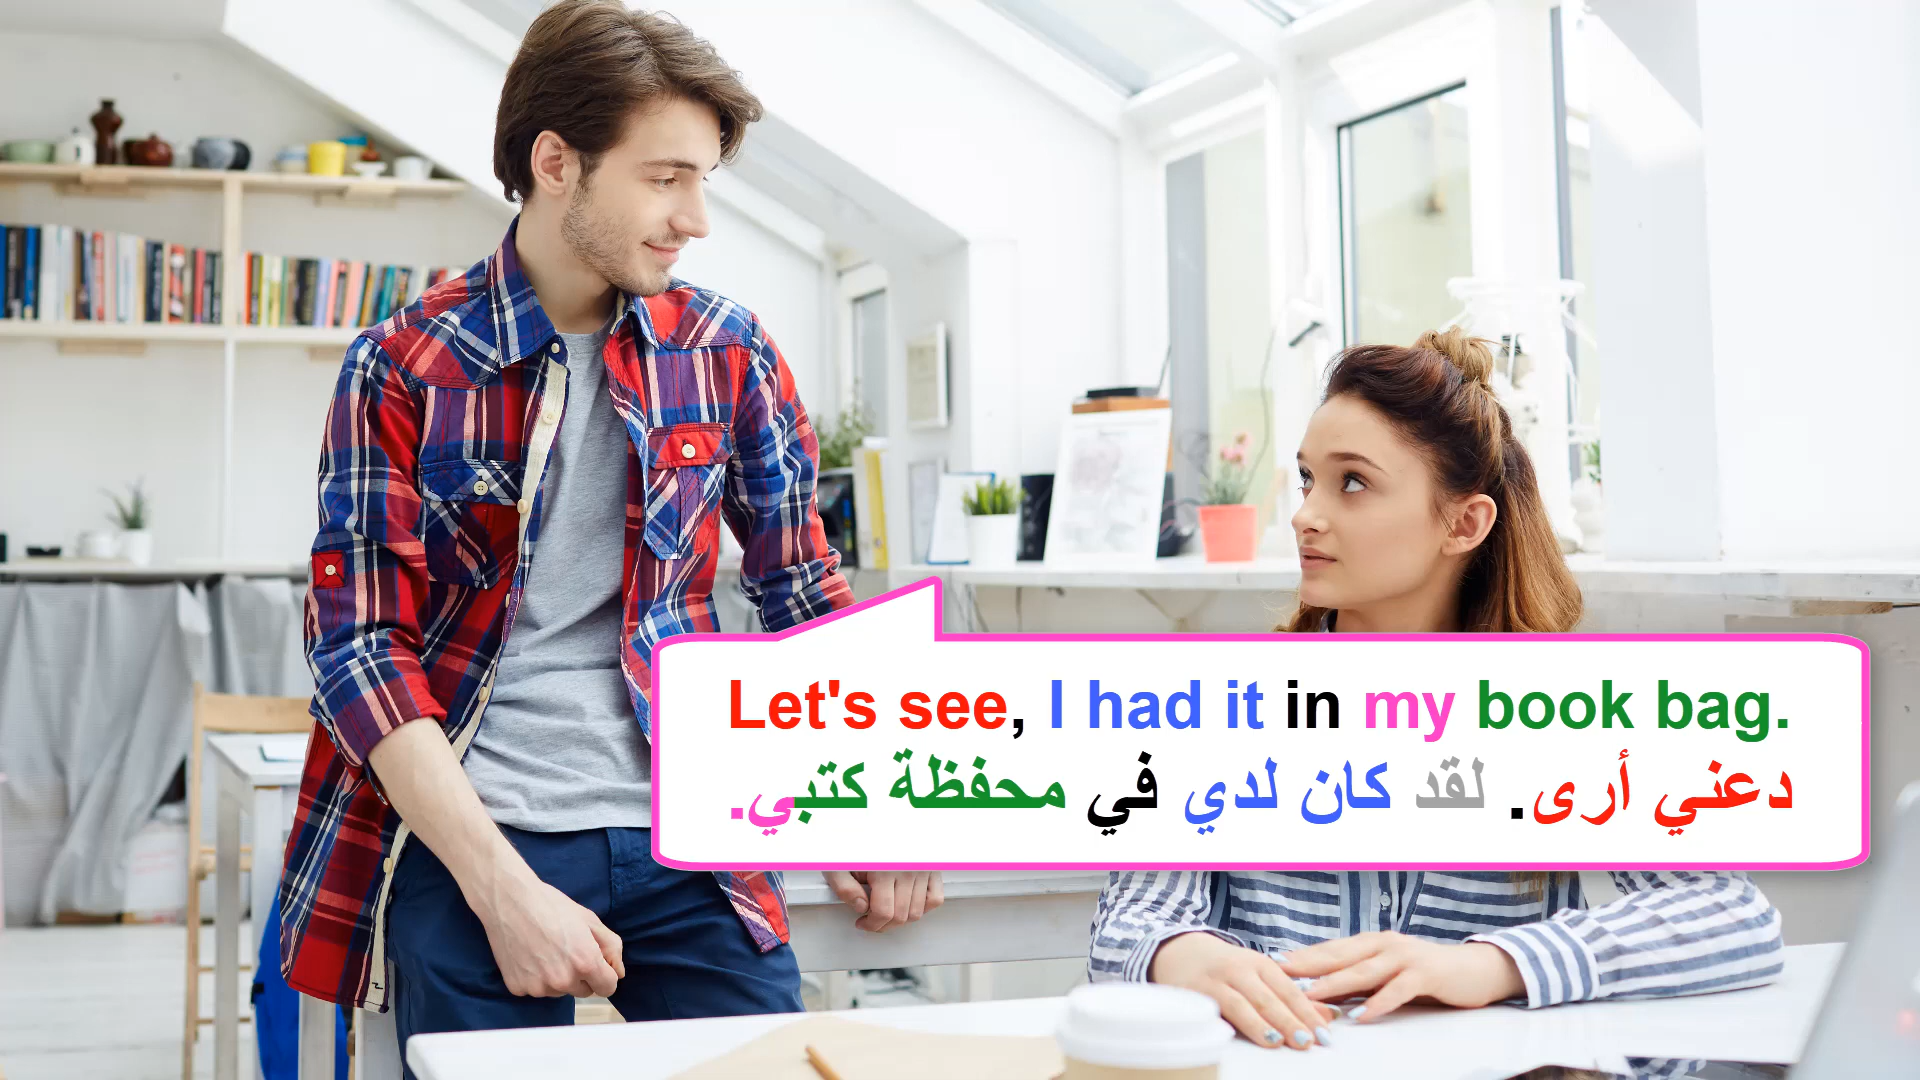 Let's see, I had it in my book bag.
دعني أرى. لقد كان لدي في محفظة كتبي.